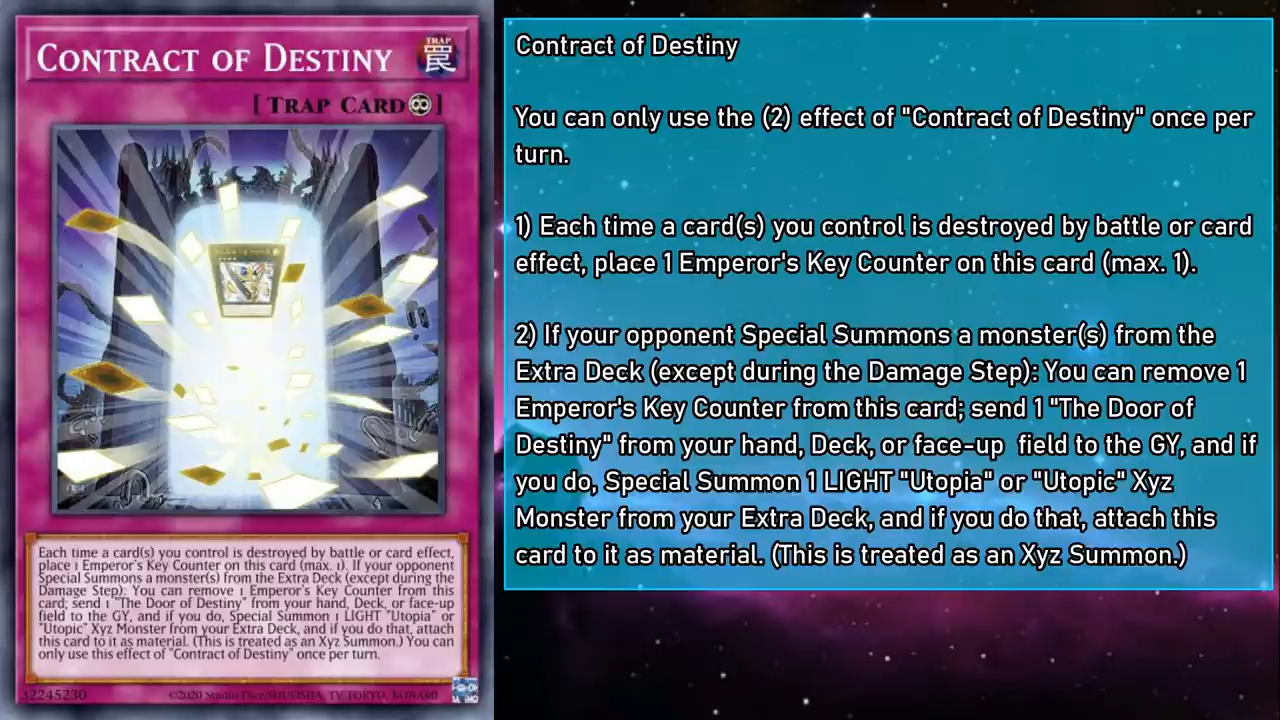 CONTRACT OF DESTINY
TRAP
罠
[ TRAP CARD ]
Each time a card(s) you control is destroyed by battle or card effect,
place 1 Emperor's Key Counter on this card (max. 1). If your opponent
Special Summons a monster(s) from the Extra Deck (except during the
Damage Step): You can remove 1 Emperor's Key Counter from this
card; send 1 "The Door of Destiny" from your hand, Deck, or face-up
field to the GY, and if you do, Special Summon 1 LIGHT "Utopia" or
"Utopic" Xyz Monster from your Extra Deck, and if you do that, attach
this card to it as material. (This is treated as an Xyz Summon.) You can
only use this effect of "Contract of Destiny" once per turn.
32245230
©2020 Studio Dice/SHUEISHA, TV TOKYO, KONAMI
Contract of Destiny
You can only use the (2) effect of "Contract of Destiny" once per
turn.
1) Each time a card(s) you control is destroyed by battle or card
effect, place 1 Emperor's Key Counter on this card (max. 1).
2) If your opponent Special Summons a monster(s) from the
Extra Deck (except during the Damage Step): You can remove 1
Emperor's Key Counter from this card; send 1 "The Door of
Destiny" from your hand, Deck, or face-up field to the GY, and if
you do, Special Summon 1 LIGHT "Utopia" or "Utopic" Xyz
Monster from your Extra Deck, and if you do that, attach this
card to it as material. (This is treated as an Xyz Summon.)